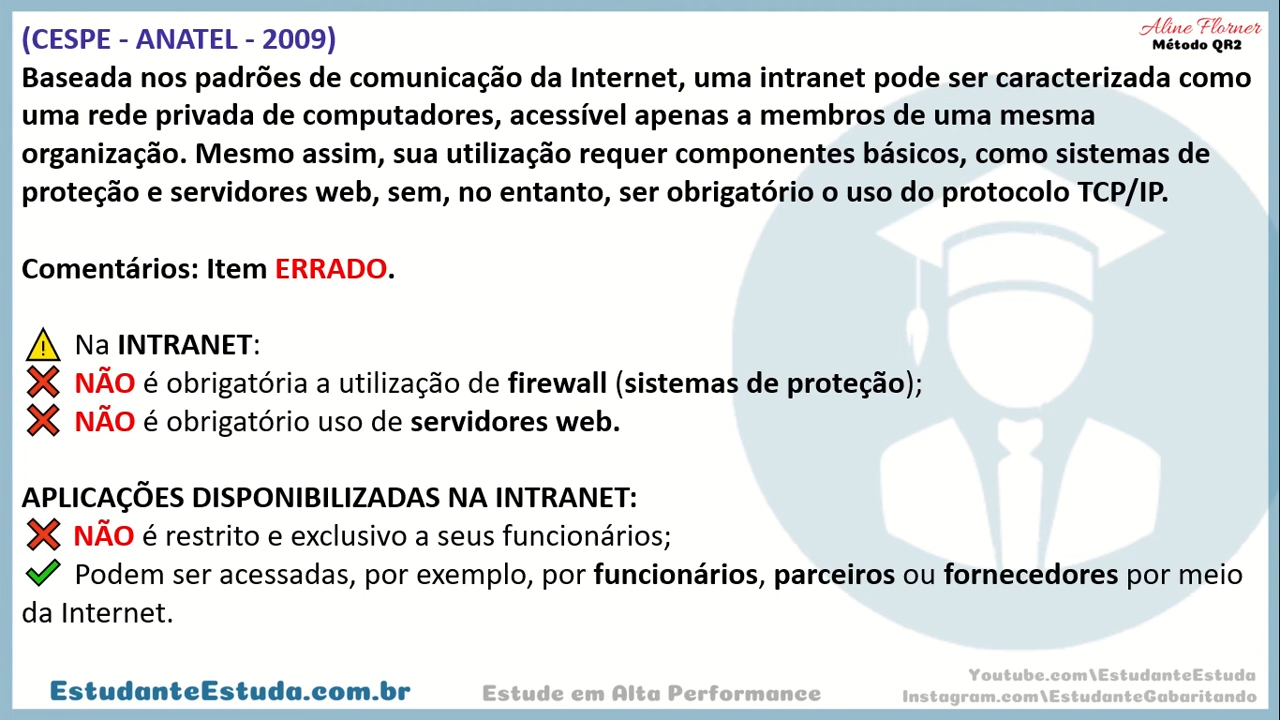 (CESPE - ANATEL - 2009)
Aline Florner
Método QR2
Baseada nos padrões de comunicação da Internet, uma intranet pode ser caracterizada como
uma rede privada de computadores, acessível apenas a membros de uma mesma
organização. Mesmo assim, sua utilização requer componentes básicos, como sistemas de
proteção e servidores web, sem, no entanto, ser obrigatório o uso do protocolo TCP/IP.
Comentários: Item ERRADO.
Na INTRANET:
NÃO é obrigatória a utilização de firewall (sistemas de proteção);
NÃO é obrigatório uso de servidores web.
APLICAÇÕES DISPONIBILIZADAS NA INTRANET:
NÃO é restrito e exclusivo a seus funcionários;
Podem ser acessadas, por exemplo, por funcionários, parceiros ou fornecedores por meio
da Internet.
EstudanteEstuda.com.br
Estude em Alta Performance
Youtube.com\EstudanteEstuda
Instagram.com\EstudanteGabaritando